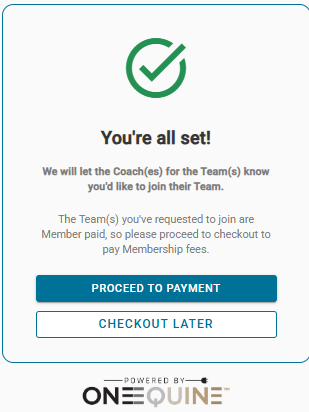 You're all set!
We will let the Coach(es) for the Team(s) know
you'd like to join their Team.
The Team(s) you've requested to join are
Member paid, so please proceed to checkout to
pay Membership fees.
PROCEED TO PAYMENT
CHECKOUT LATER
POWERED BY
ONEEQUINE™